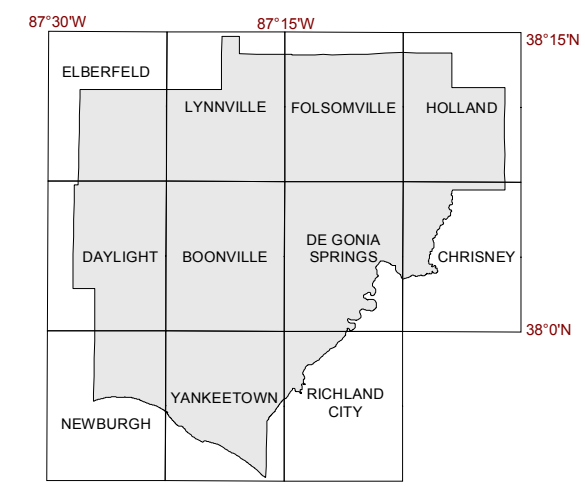 87°30'W
87°15'W
38°15'N
ELBERFELD
LYNNVILLE
FOLSOMVILLE
HOLLAND
DAYLIGHT
BOONVILLE
DE GONIA
SPRINGS
CHRISNEY
38°0'N
NEWBURGH
YANKEETOWN
RICHLAND
CITY